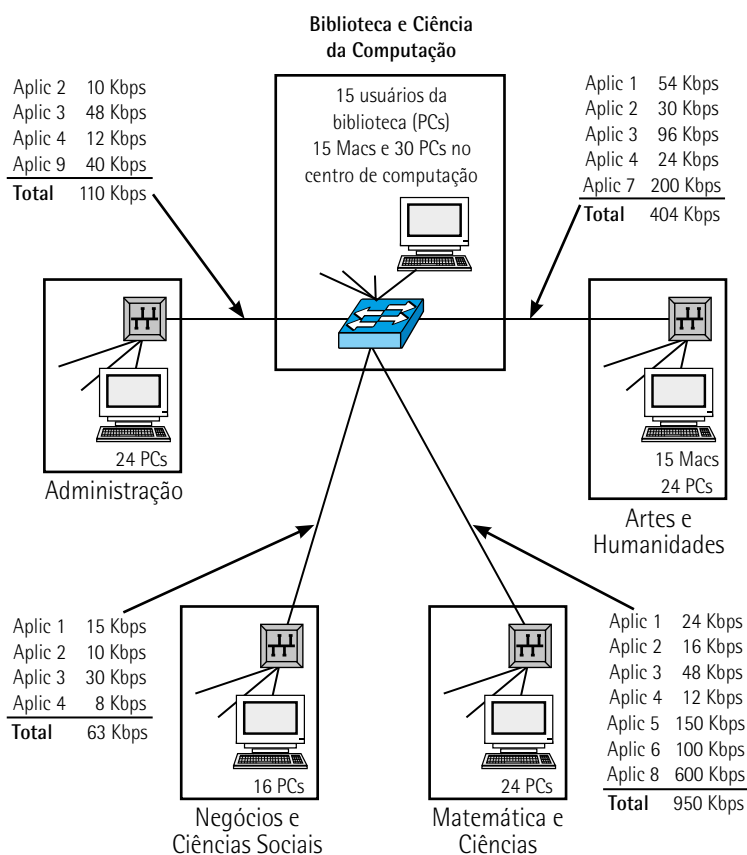 Biblioteca e Ciência
da Computação
Aplic 2 10 Kbps
Aplic 3 48 Kbps
Aplic 4 12 Kbps
Aplic 9 40 Kbps
Total 110 Kbps
15 usuários da
biblioteca (PCs)
15 Macs e 30 PCs no
centro de computação
Aplic 1 54 Kbps
Aplic 2 30 Kbps
Aplic 3 96 Kbps
Aplic 4 24 Kbps
Aplic 7 200 Kbps
Total 404 Kbps
24 PCs
Administração
15 Macs
24 PCs
Artes e
Humanidades
Aplic 1 15 Kbps
Aplic 2 10 Kbps
Aplic 3 30 Kbps
Aplic 4 8 Kbps
Total 63 Kbps
16 PCs
Negócios e
Ciências Sociais
24 PCs
Matemática e
Ciências
Aplic 1 24 Kbps
Aplic 2 16 Kbps
Aplic 3 48 Kbps
Aplic 4 12 Kbps
Aplic 5 150 Kbps
Aplic 6 100 Kbps
Aplic 8 600 Kbps
Total 950 Kbps